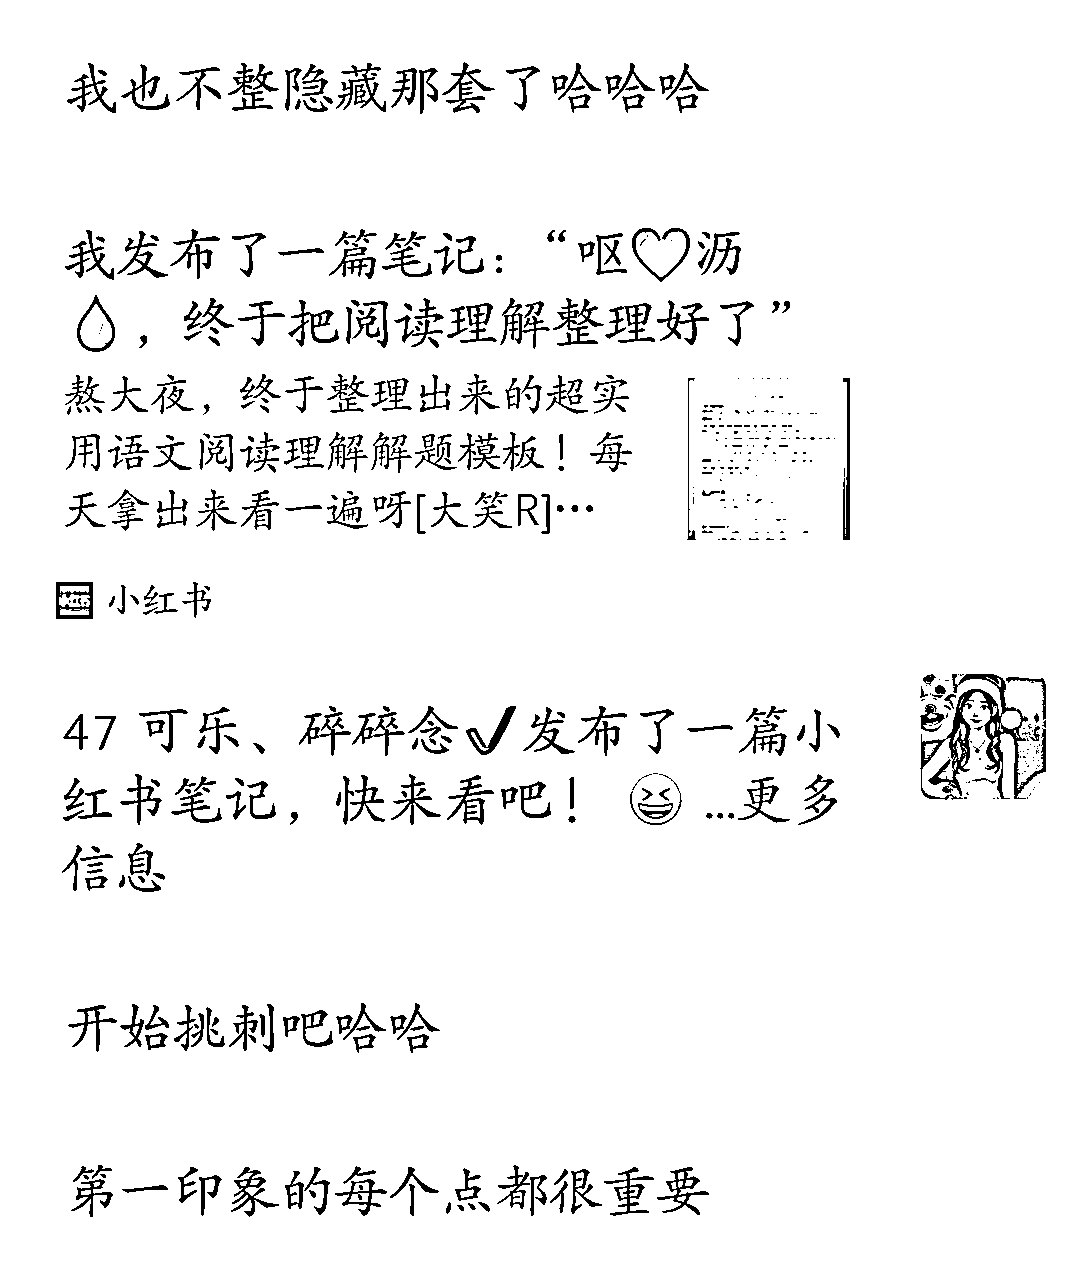 我也不整隐藏那套了哈哈哈
我发布了一篇笔记：“呕♡沥
💧，终于把阅读理解整理好了”
熬大夜，终于整理出来的超实
用语文阅读理解解题模板！每
天拿出来看一遍呀[大笑R]…
小红书
47 可乐、碎碎念✔发布了一篇小
红书笔记，快来看吧！ 😆 ...更多
信息
开始挑刺吧哈哈
第一印象的每个点都很重要